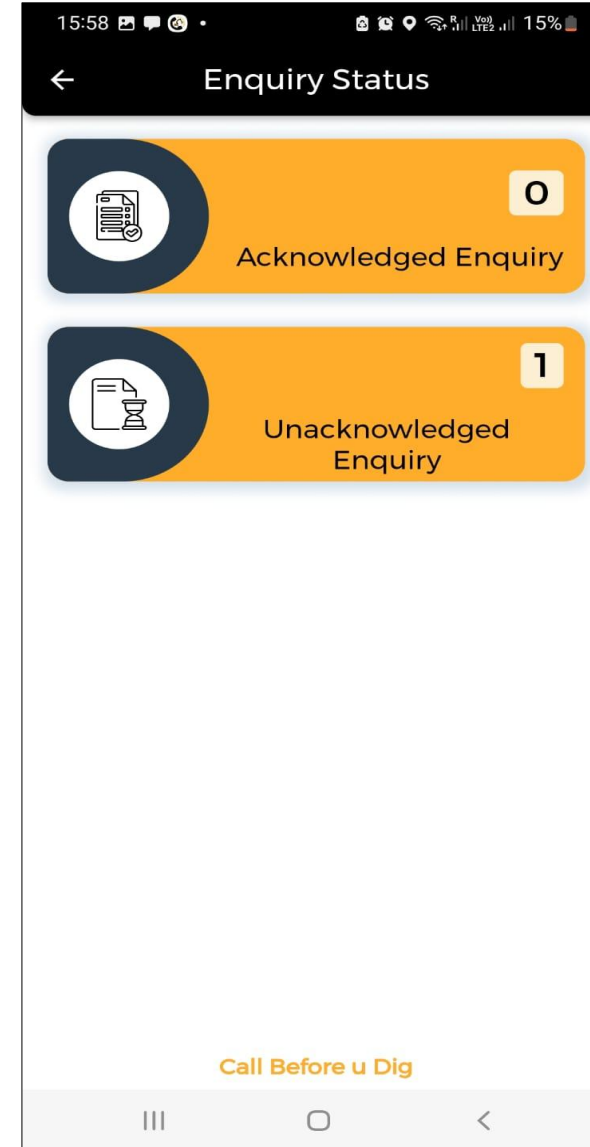 15:58 15%
Enquiry Status
0
Acknowledged Enquiry
1
Unacknowledged
Enquiry
Call Before u Dig